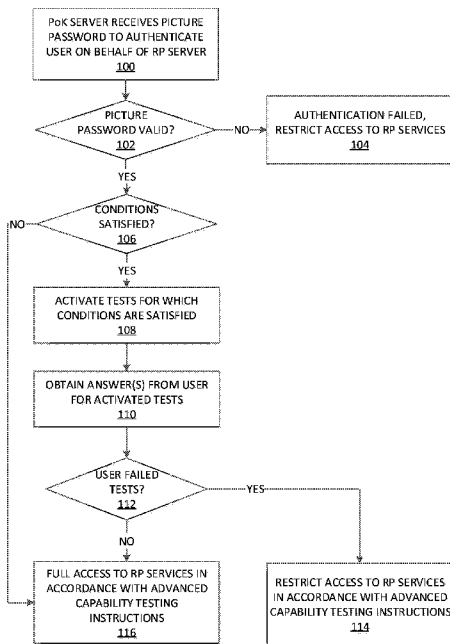 PoK SERVER RECEIVES PICTURE
PASSWORD TO AUTHENTICATE
USER ON BEHALF OF RP SERVER
100
PICTURE
PASSWORD VALID?
102
NO
AUTHENTICATION FAILED,
RESTRICT ACCESS TO RP SERVICES
104
YES
NO
CONDITIONS
SATISFIED?
106
YES
ACTIVATE TESTS FOR WHICH
CONDITIONS ARE SATISFIED
108
OBTAIN ANSWER(S) FROM USER
FOR ACTIVATED TESTS
110
USER FAILED
TESTS?
112
YES
NO
FULL ACCESS TO RP SERVICES IN
ACCORDANCE WITH ADVANCED
CAPABILITY TESTING
INSTRUCTIONS
116
RESTRICT ACCESS TO RP SERVICES
IN ACCORDANCE WITH ADVANCED
CAPABILITY TESTING INSTRUCTIONS
114